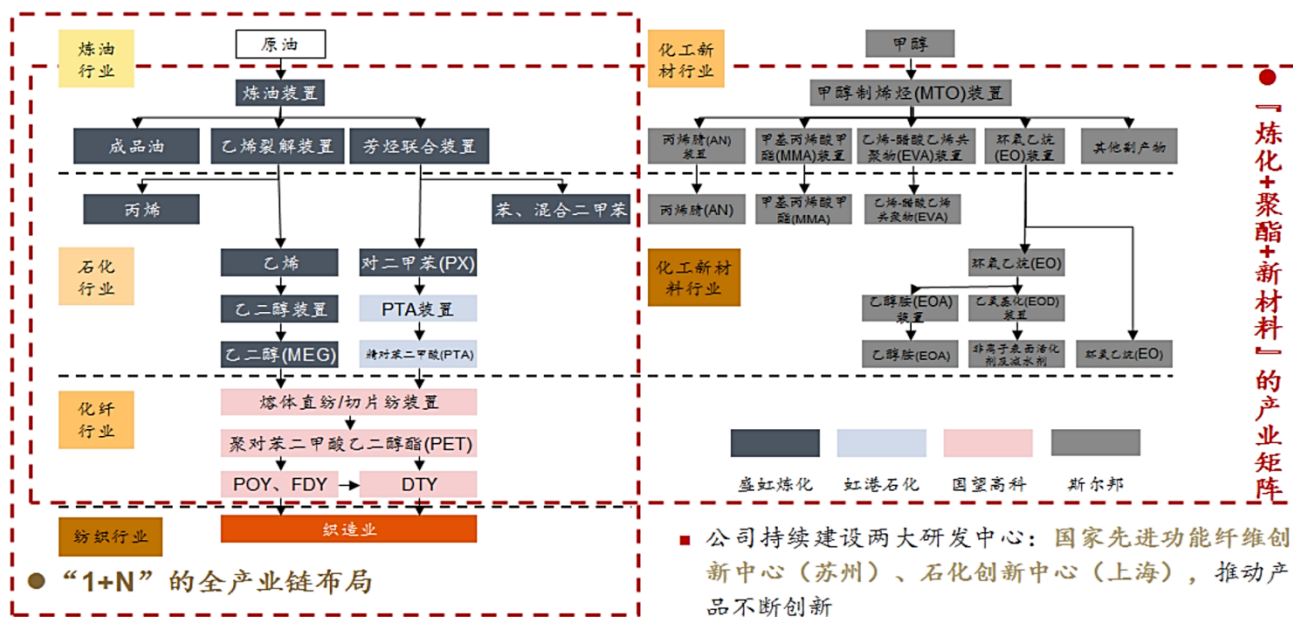 炼油
行业
原油
炼油装置
成品油
乙烯裂解装置
芳烃联合装置
丙烯
苯、混合二甲苯
石化
行业
乙烯
对二甲苯(PX)
乙二醇装置
PTA装置
乙二醇(MEG)
精对苯二甲酸(PTA)
化纤
行业
熔体直纺/切片纺装置
聚对苯二甲酸乙二醇酯(PET)
POY、FDY
DTY
纺织行业
织造业
“1+N”的全产业链布局
化工新
材行业
甲醇
甲醇制烯烃(MTO)装置
丙烯腈(AN)
装置
甲基丙烯酸甲
酯(MMA)装置
乙烯-醋酸乙烯共
聚物(EVA)装置
环氧乙烷
(EO)装置
其他副产物
丙烯腈(AN)
甲基丙烯酸甲
酯(MMA)
乙烯-醋酸乙烯
共聚物(EVA)
化工新材
料行业
环氧乙烷(EO)
乙醇胺(EOA)
装置
乙氧基化(EOD)
装置
乙醇胺(EOA)
非离子表面活化
剂及减水剂
环氧乙烷(EO)
盛虹炼化
虹港石化
国望高科
斯尔邦
『炼化+聚酯+新材料』的产业矩阵
公司持续建设两大研发中心：国家先进功能纤维创
新中心（苏州）、石化创新中心（上海），推动产
品不断创新